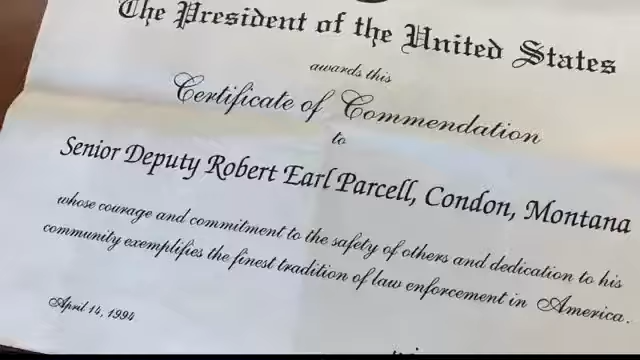 The President of the United States
awards this
Certificate of Commendation
to
Senior Deputy Robert Earl Parcell, Condon, Montana
whose courage and commitment to the safety of others and dedication to his
community exemplifies the finest tradition of law enforcement in America.
April 14, 1994